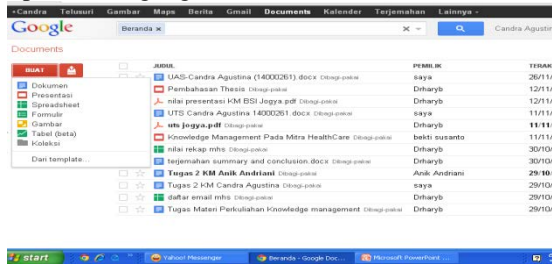 +Candra Telusuri Gambar Maps Berita Gmail Documents Kalender Terjemahan Lainnya
Google Beranda Candra Agustin
Documents
BUAT
JUDUL PEMILIK TERAK
UAS-Candra Agustina (14000261).docx Dibagi-pakai saya 26/11/
Pembahasan Thesis Dibagi-pakai Drharyb 12/11/
nilai presentasi KM BSI Jogya.pdf Dibagi-pakai Drharyb 12/11/
UTS Candra Agustina 14000261.docx Dibagi-pakai saya 11/11/
uts jogya.pdf Dibagi-pakai Drharyb 11/11/
Knowledge Management Pada Mitra HealthCare Dibagi-pakai bekti susanto 11/11/
nilai rekap mhs Dibagi-pakai Drharyb 30/10/
terjemahan summary and conclusion.docx Dibagi-pakai Drharyb 30/10/
Tugas 2 KM Anik Andriani Dibagi-pakai Anik Andriani 29/10/
Tugas 2 KM Candra Agustina Dibagi-pakai saya 29/10/
daftar email mhs Dibagi-pakai Drharyb 29/10/
Tugas Materi Perkuliahan Knowledge management Dibagi-pakai Drharyb 29/10/
Dokumen
Presentasi
Spreadsheet
Formulir
Gambar
Tabel (beta)
Koleksi
Dari template...
start Yahoo! Messenger Beranda - Google Doc... Microsoft PowerPoint ...